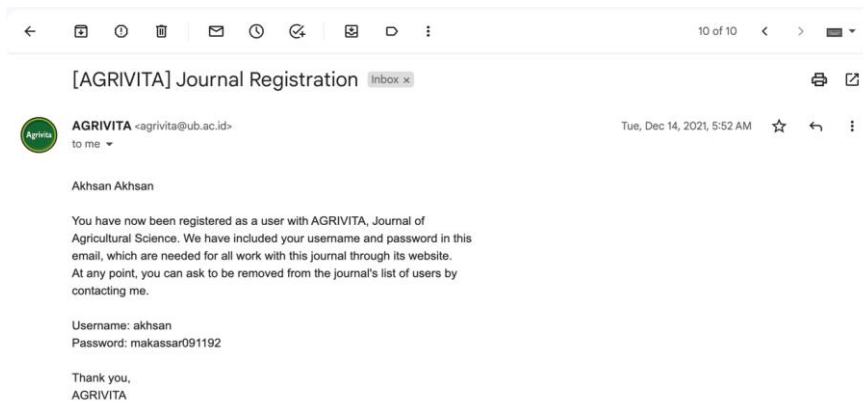 10 of 10
[AGRIVITA] Journal Registration Inbox ×
Agrivita
AGRIVITA <agrivita@ub.ac.id>
Tue, Dec 14, 2021, 5:52 AM
to me
Akhsan Akhsan
You have now been registered as a user with AGRIVITA, Journal of
Agricultural Science. We have included your username and password in this
email, which are needed for all work with this journal through its website.
At any point, you can ask to be removed from the journal's list of users by
contacting me.
Username: akhsan
Password: makassar091192
Thank you,
AGRIVITA